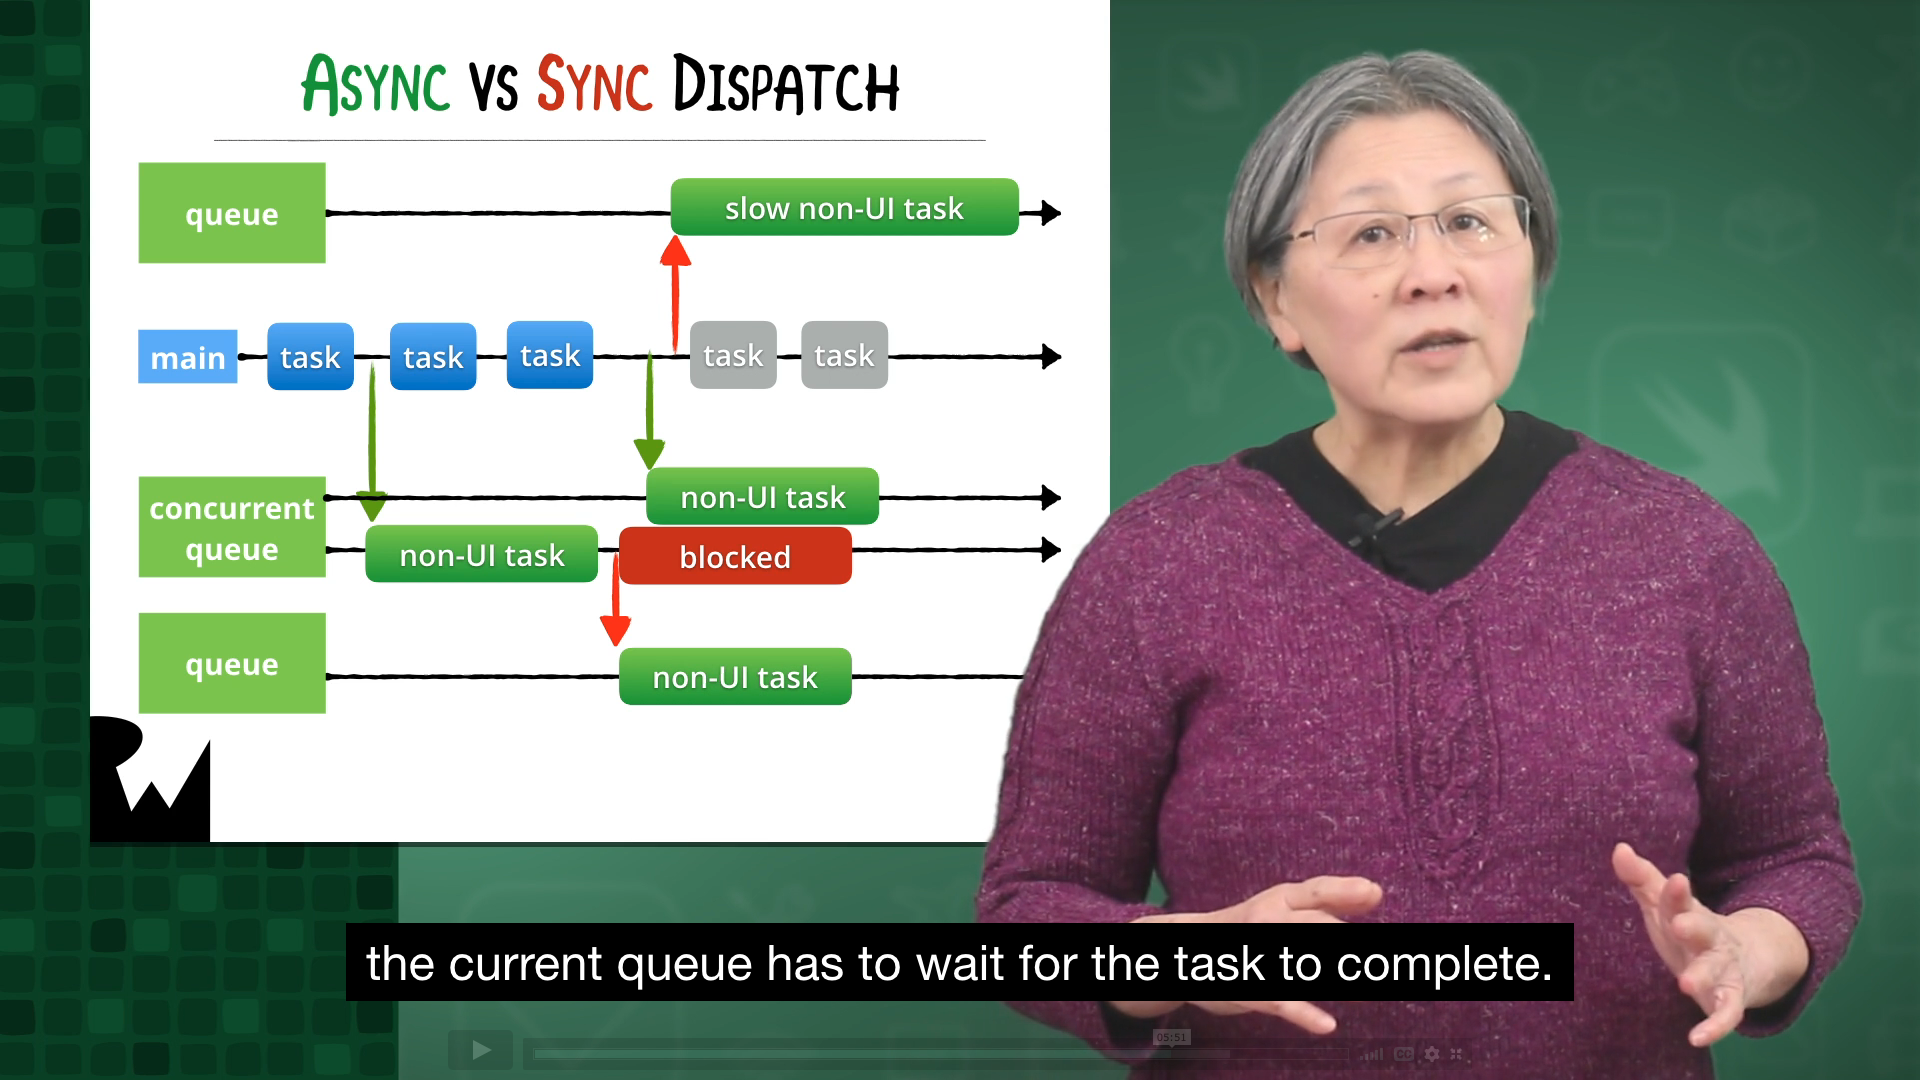 ASYNC VS SYNC DISPATCH
queue
slow non-UI task
main
task
task
task
task
task
concurrent
queue
non-UI task
non-UI task
blocked
queue
non-UI task
RW
the current queue has to wait for the task to complete.
05:51
CC